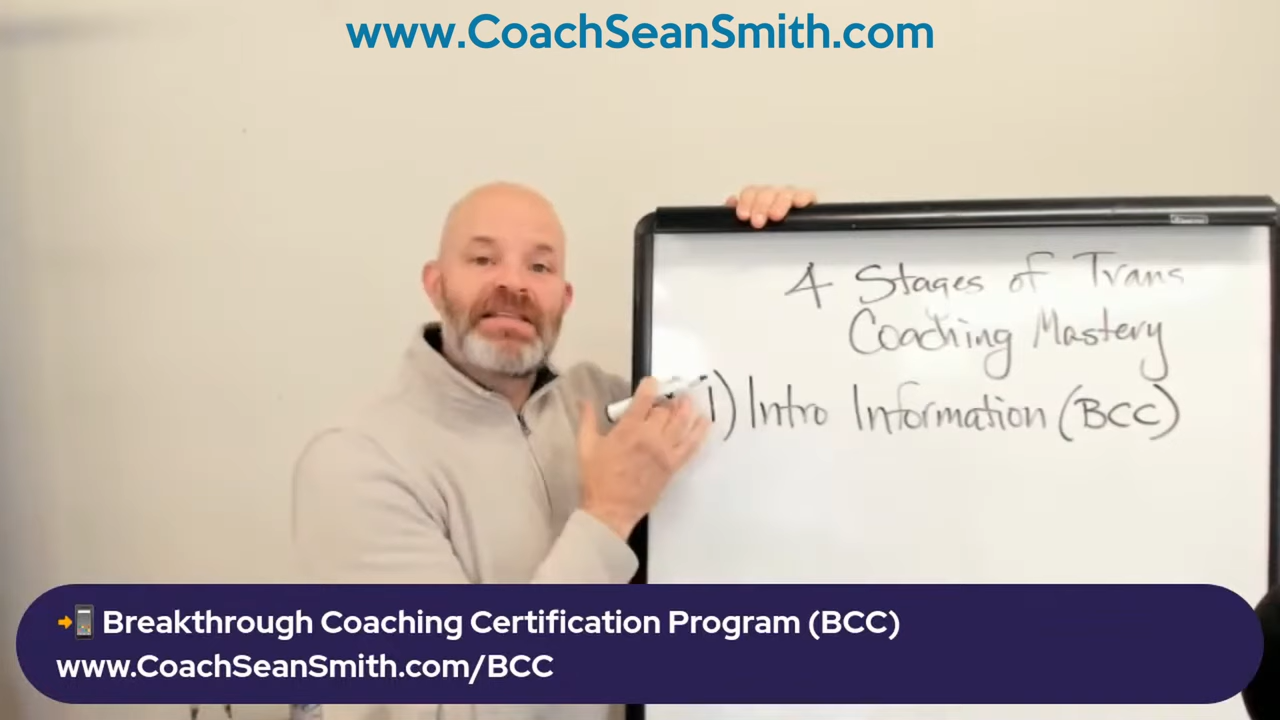 www.CoachSeanSmith.com
4 Stages of Trans
Coaching Mastery
1) Intro Information (BCC)
Breakthrough Coaching Certification Program (BCC)
www.CoachSeanSmith.com/BCC